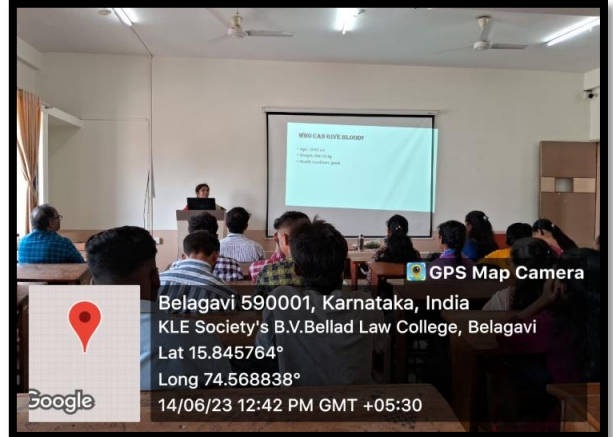 WHO CAN GIVE BLOOD?
GPS Map Camera
Belagavi 590001, Karnataka, India
KLE Society's B.V.Bellad Law College, Belagavi
Lat 15.845764°
Long 74.568838°
Google
14/06/23 12:42 PM GMT +05:30